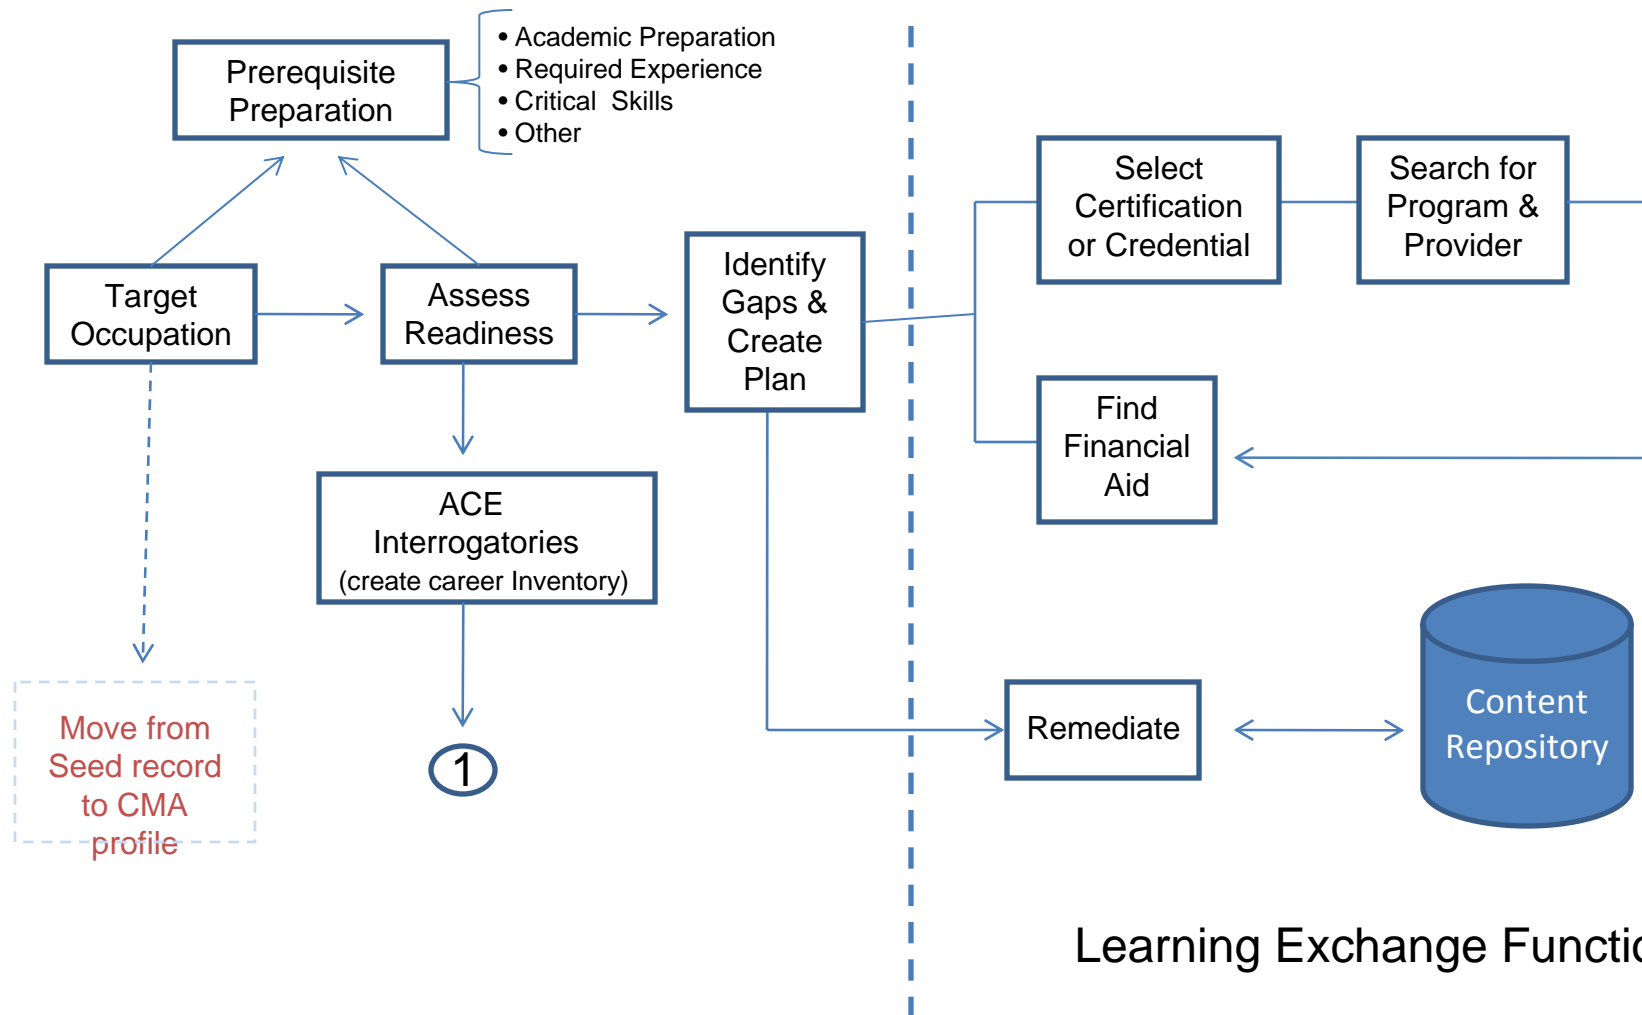 Prerequisite
Preparation
• Academic Preparation
• Required Experience
• Critical Skills
• Other
Target
Occupation
Assess
Readiness
Identify
Gaps &
Create
Plan
Select
Certification
or Credential
Search for
Program &
Provider
Find
Financial
Aid
ACE
Interrogatories
(create career Inventory)
1
Move from
Seed record
to CMA
profile
Remediate
Content
Repository
Learning Exchange